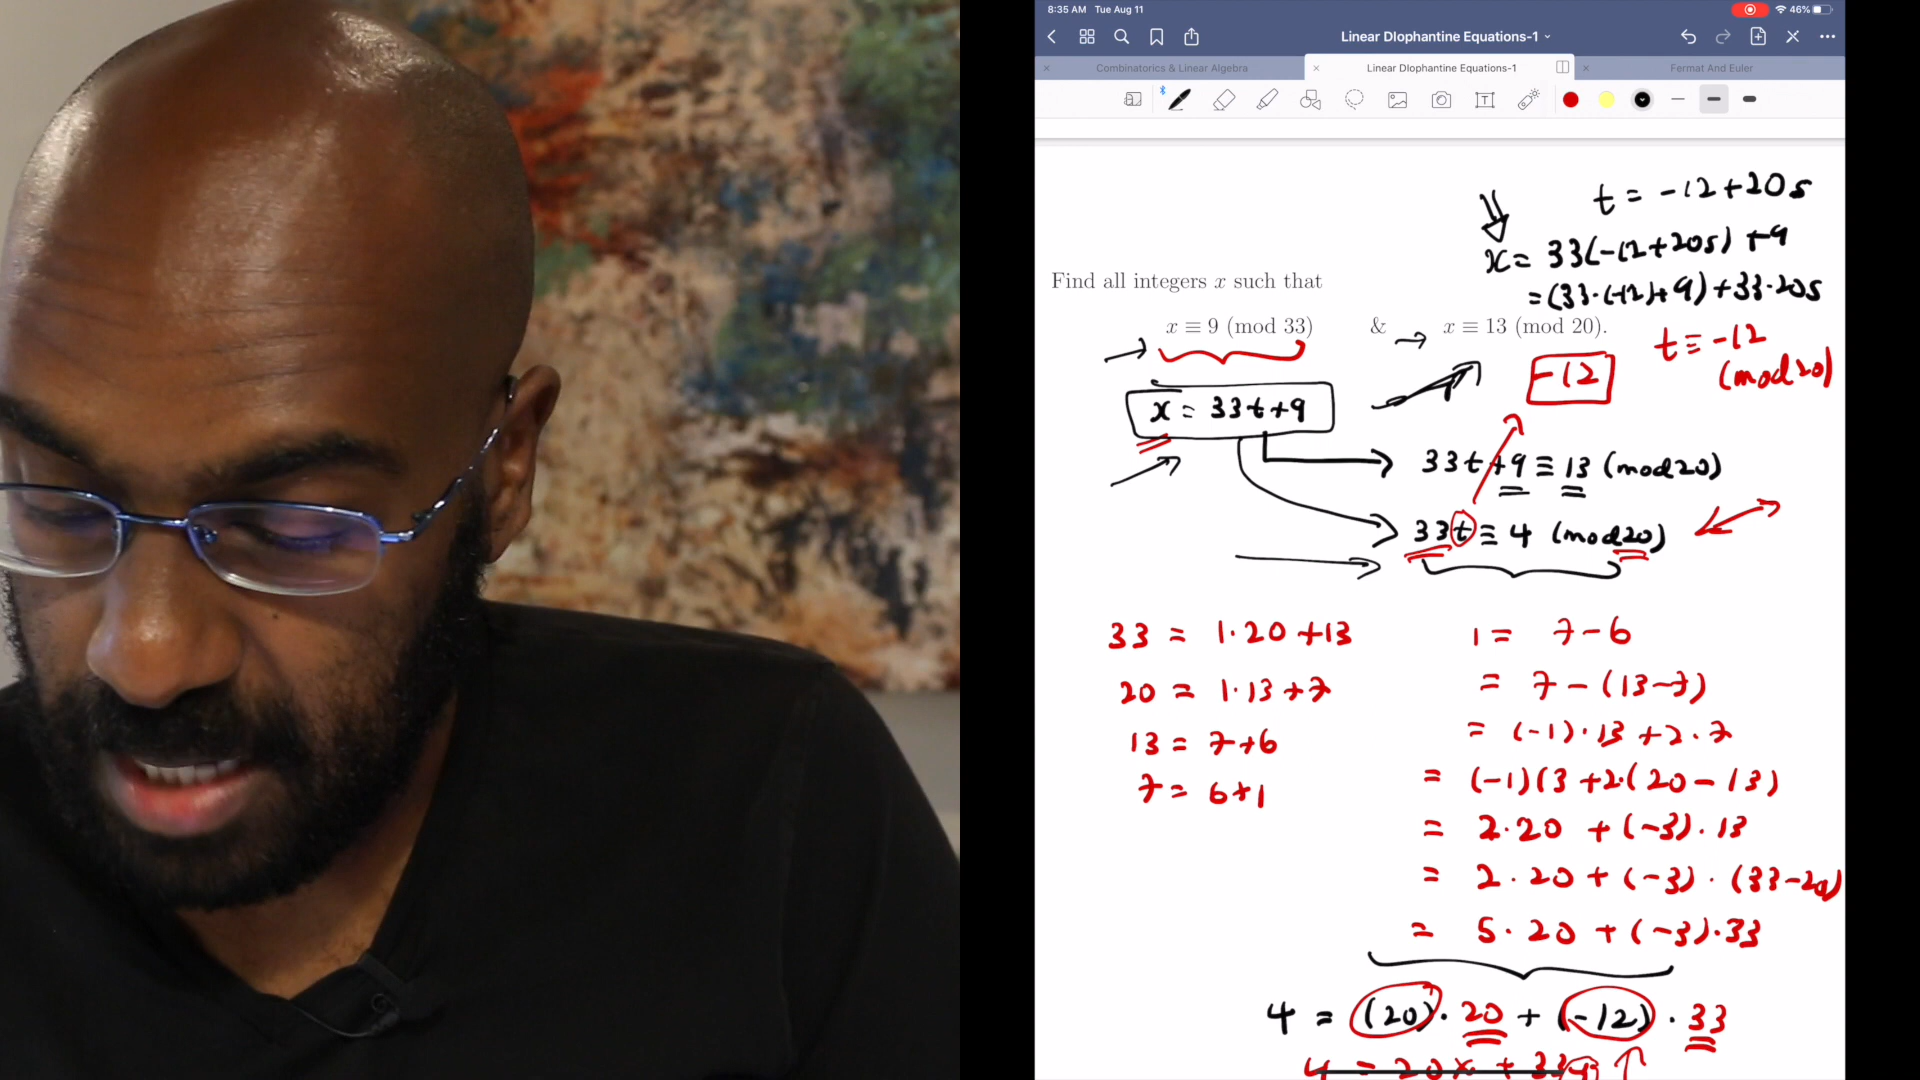 8:35 AM Tue Aug 11
46%
Linear DIophantine Equations-1
Combinatorics & Linear Algebra
Linear DIophantine Equations-1
Fermat And Euler
t = -12+20s
x = 33(-12+20s) +9
= (33·(-12)+9) + 33·20s
Find all integers x such that
x ≡ 9 (mod 33) & x ≡ 13 (mod 20).
t ≡ -12
(mod 20)
-12
x = 33t+9
33t+9 ≡ 13 (mod 20)
33t ≡ 4 (mod 20)
33 = 1·20 +13
20 = 1·13 +7
13 = 7+6
7 = 6+1
1 = 7-6
= 7-(13-7)
= (-1)·13 +2·7
= (-1)13 +2·(20-13)
= 2·20 +(-3)·13
= 2·20 +(-3)·(33-20)
= 5·20 +(-3)·33
4 = (20)·20 + (-12)·33
4 = 20x + 33y